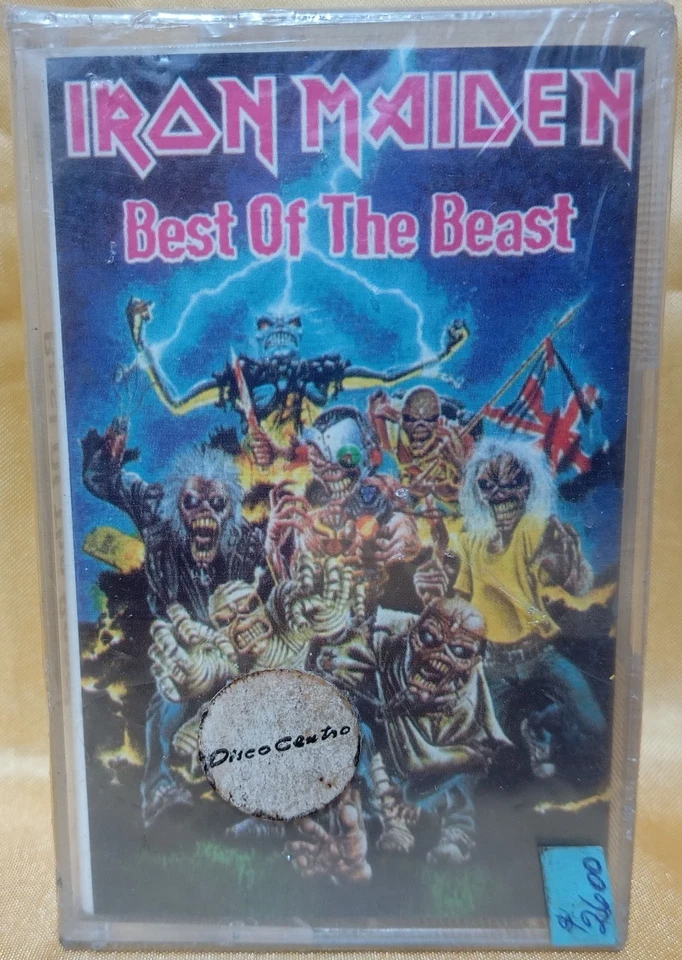 IRON MAIDEN
Best Of The Beast
DiscoCentro
2600